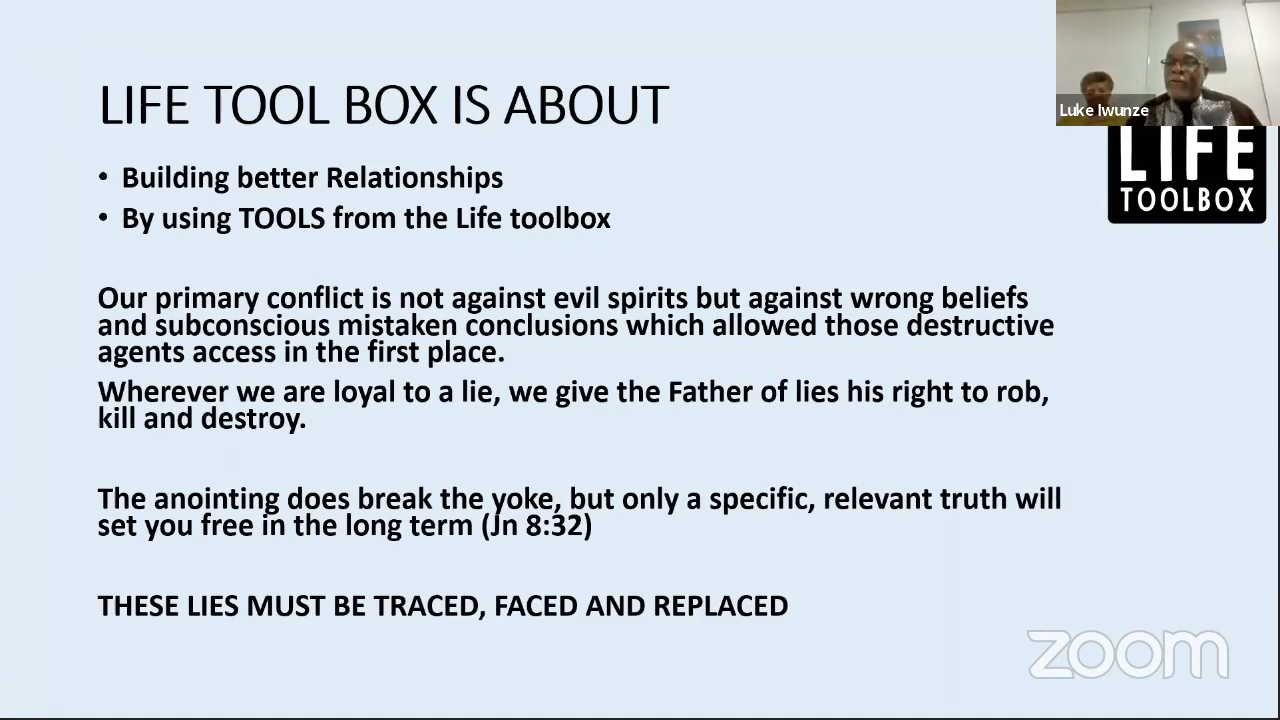 LIFE TOOL BOX IS ABOUT
Luke Iwunze
LIFE
TOOLBOX
• Building better Relationships
• By using TOOLS from the Life toolbox
Our primary conflict is not against evil spirits but against wrong beliefs
and subconscious mistaken conclusions which allowed those destructive
agents access in the first place.
Wherever we are loyal to a lie, we give the Father of lies his right to rob,
kill and destroy.
The anointing does break the yoke, but only a specific, relevant truth will
set you free in the long term (Jn 8:32)
THESE LIES MUST BE TRACED, FACED AND REPLACED
zoom